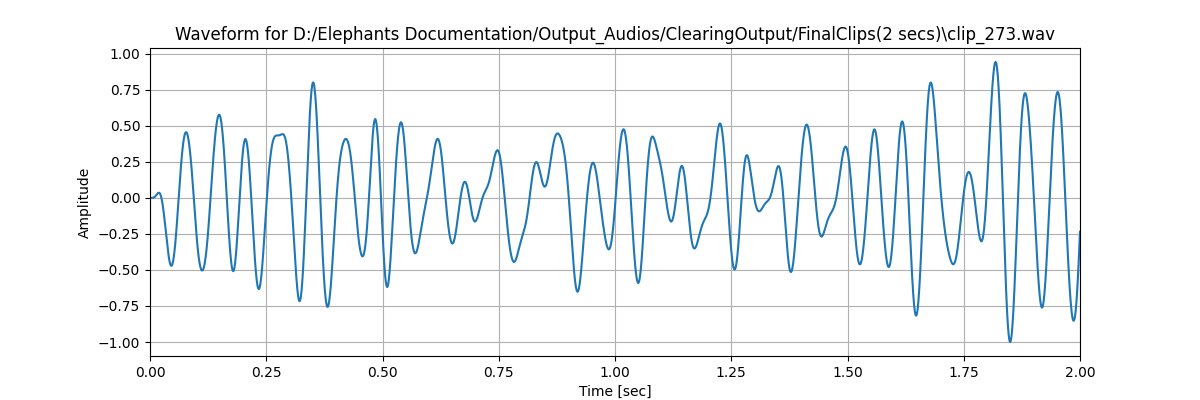 Waveform for D:/Elephants Documentation/Output_Audios/ClearingOutput/FinalClips(2 secs)\clip_273.wav
1.00
0.75
0.50
0.25
0.00
−0.25
−0.50
−0.75
−1.00
Amplitude
0.00 0.25 0.50 0.75 1.00 1.25 1.50 1.75 2.00
Time [sec]